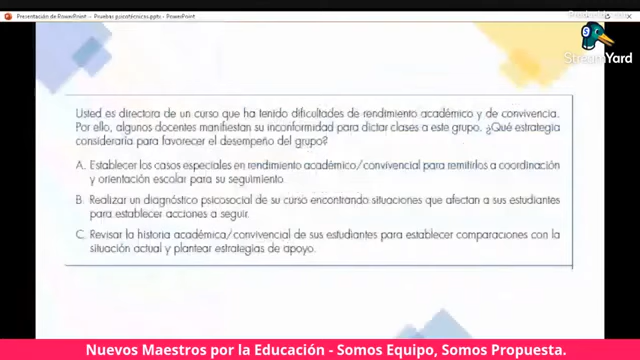 Presentación de PowerPoint - Pruebas psicotécnicas.pptx - PowerPoint
StreamYard
Usted es directora de un curso que ha tenido dificultades de rendimiento académico y de convivencia.
Por ello, algunos docentes manifiestan su inconformidad para dictar clases a este grupo. ¿Qué estrategia
consideraría para favorecer el desempeño del grupo?
A. Establecer los casos especiales en rendimiento académico/convivencial para remitirlos a coordinación
y orientación escolar para su seguimiento.
B. Realizar un diagnóstico psicosocial de su curso encontrando situaciones que afectan a sus estudiantes
para establecer acciones a seguir.
C. Revisar la historia académica/convivencial de sus estudiantes para establecer comparaciones con la
situación actual y plantear estrategias de apoyo.
Nuevos Maestros por la Educación - Somos Equipo, Somos Propuesta.